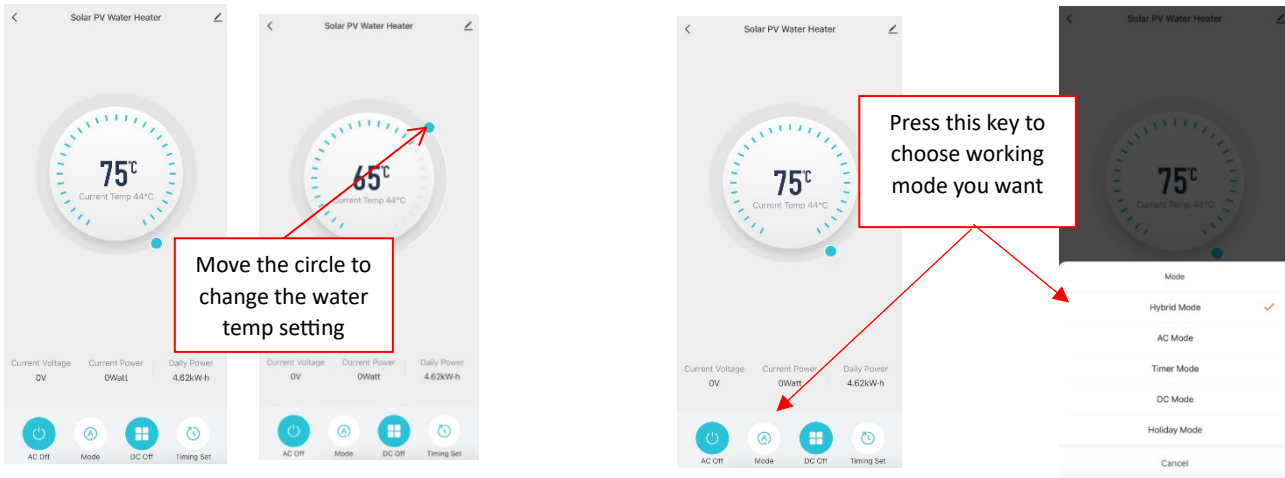 Solar PV Water Heater
75°C
Current Temp 44°C
Current Voltage Current Power Daily Power
0V 0Watt 4.62kW·h
AC Off Mode DC Off Timing Set
Solar PV Water Heater
65°C
Current Temp 44°C
Move the circle to
change the water
temp setting
Current Voltage Current Power Daily Power
0V 0Watt 4.62kW·h
AC Off Mode DC Off Timing Set
Solar PV Water Heater
75°C
Current Temp 44°C
Press this key to
choose working
mode you want
Current Voltage Current Power Daily Power
0V 0Watt 4.62kW·h
AC Off Mode DC Off Timing Set
Solar PV Water Heater
75°C
Current Temp 44°C
Mode
Hybrid Mode
AC Mode
Timer Mode
DC Mode
Holiday Mode
Cancel